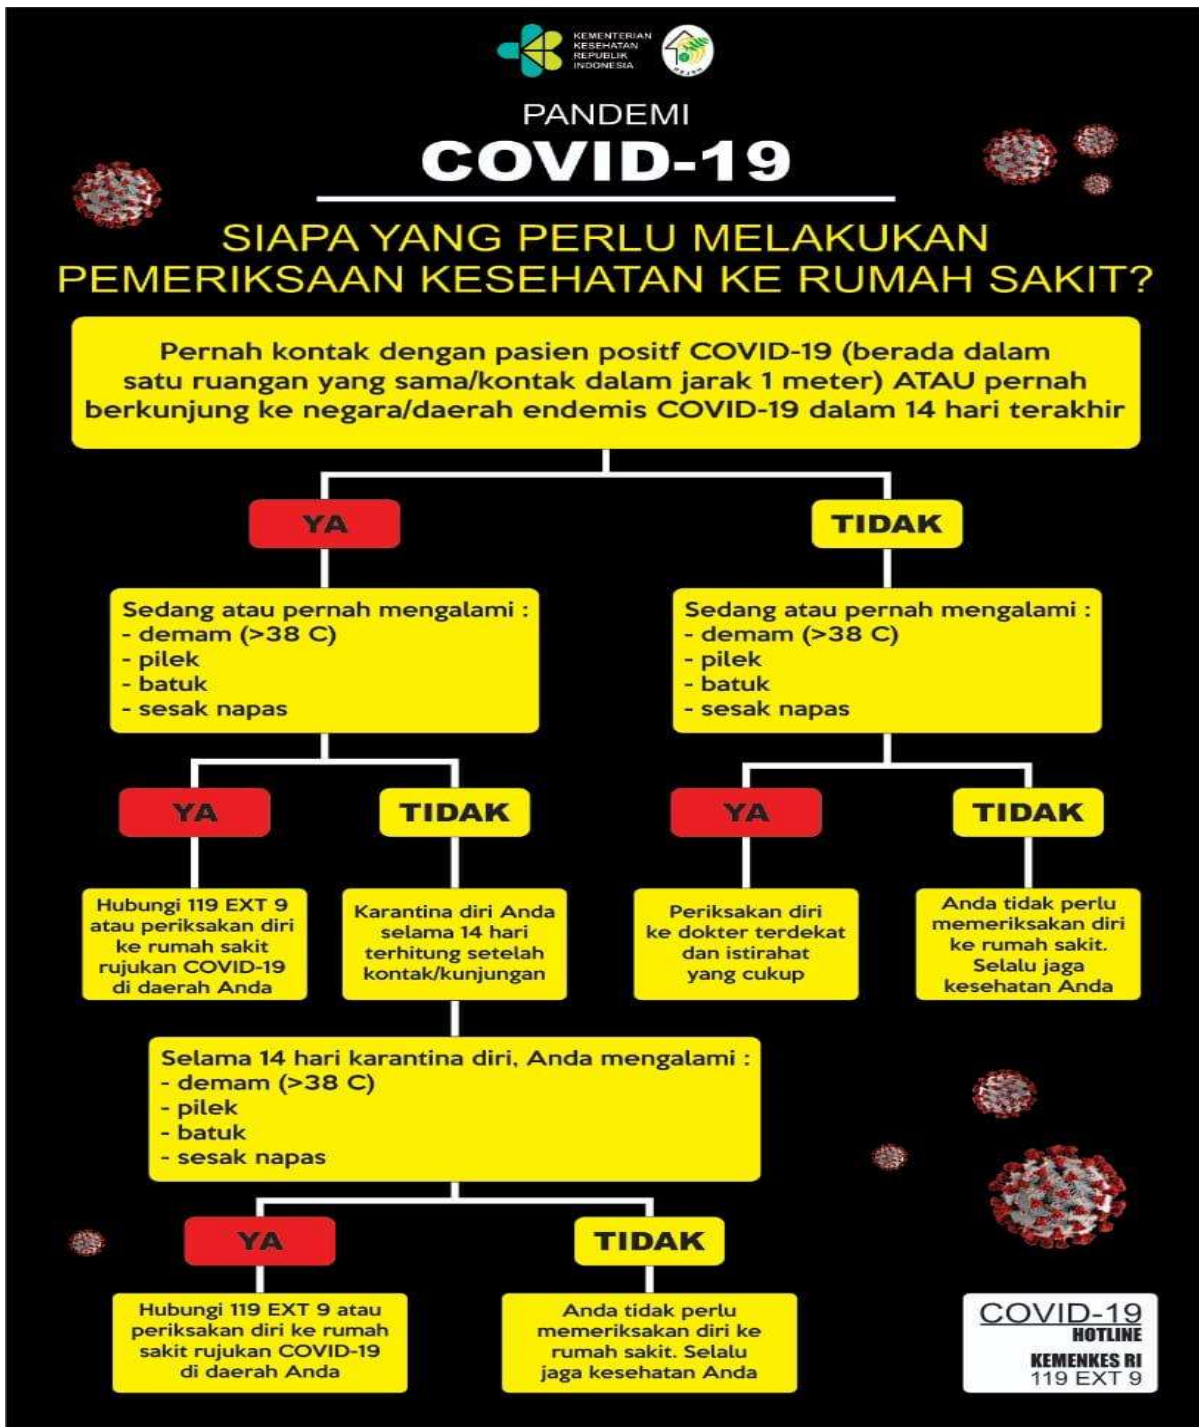 KEMENTERIAN
KESEHATAN
REPUBLIK
INDONESIA
PANDEMI
COVID-19
SIAPA YANG PERLU MELAKUKAN
PEMERIKSAAN KESEHATAN KE RUMAH SAKIT?
Pernah kontak dengan pasien positf COVID-19 (berada dalam
satu ruangan yang sama/kontak dalam jarak 1 meter) ATAU pernah
berkunjung ke negara/daerah endemis COVID-19 dalam 14 hari terakhir
YA
TIDAK
Sedang atau pernah mengalami :
- demam (>38 C)
- pilek
- batuk
- sesak napas
Sedang atau pernah mengalami :
- demam (>38 C)
- pilek
- batuk
- sesak napas
YA
TIDAK
YA
TIDAK
Hubungi 119 EXT 9
atau periksakan diri
ke rumah sakit
rujukan COVID-19
di daerah Anda
Karantina diri Anda
selama 14 hari
terhitung setelah
kontak/kunjungan
Periksakan diri
ke dokter terdekat
dan istirahat
yang cukup
Anda tidak perlu
memeriksakan diri
ke rumah sakit.
Selalu jaga
kesehatan Anda
Selama 14 hari karantina diri, Anda mengalami :
- demam (>38 C)
- pilek
- batuk
- sesak napas
YA
TIDAK
Hubungi 119 EXT 9 atau
periksakan diri ke rumah
sakit rujukan COVID-19
di daerah Anda
Anda tidak perlu
memeriksakan diri ke
rumah sakit. Selalu
jaga kesehatan Anda
COVID-19
HOTLINE
KEMENKES RI
119 EXT 9